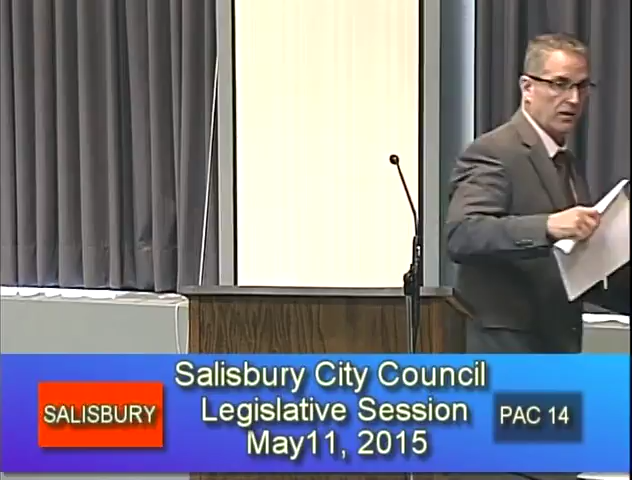 Salisbury City Council
SALISBURY
Legislative Session
PAC 14
May11, 2015